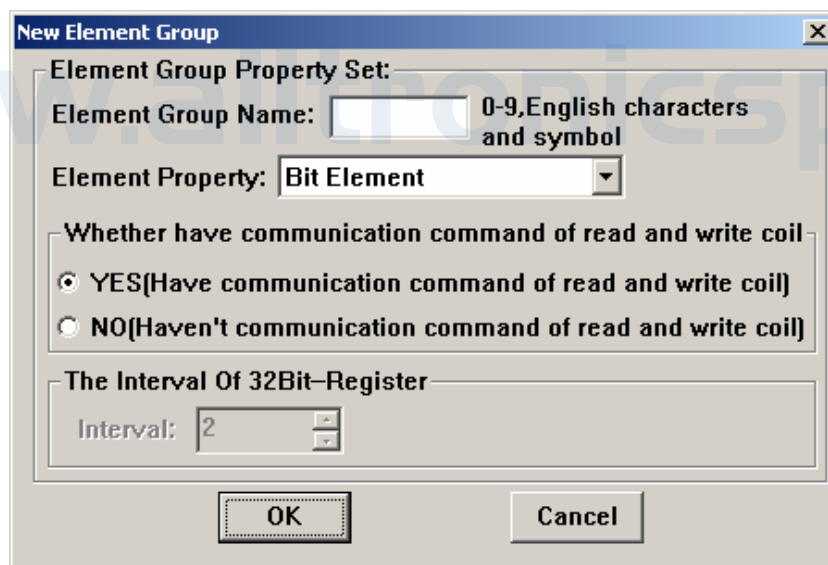 New Element Group
Element Group Property Set:
Element Group Name:
0-9,English characters
and symbol
Element Property: Bit Element
Whether have communication command of read and write coil
YES(Have communication command of read and write coil)
NO(Haven't communication command of read and write coil)
The Interval Of 32Bit-Register
Interval: 2
OK Cancel
w.alltronicsp